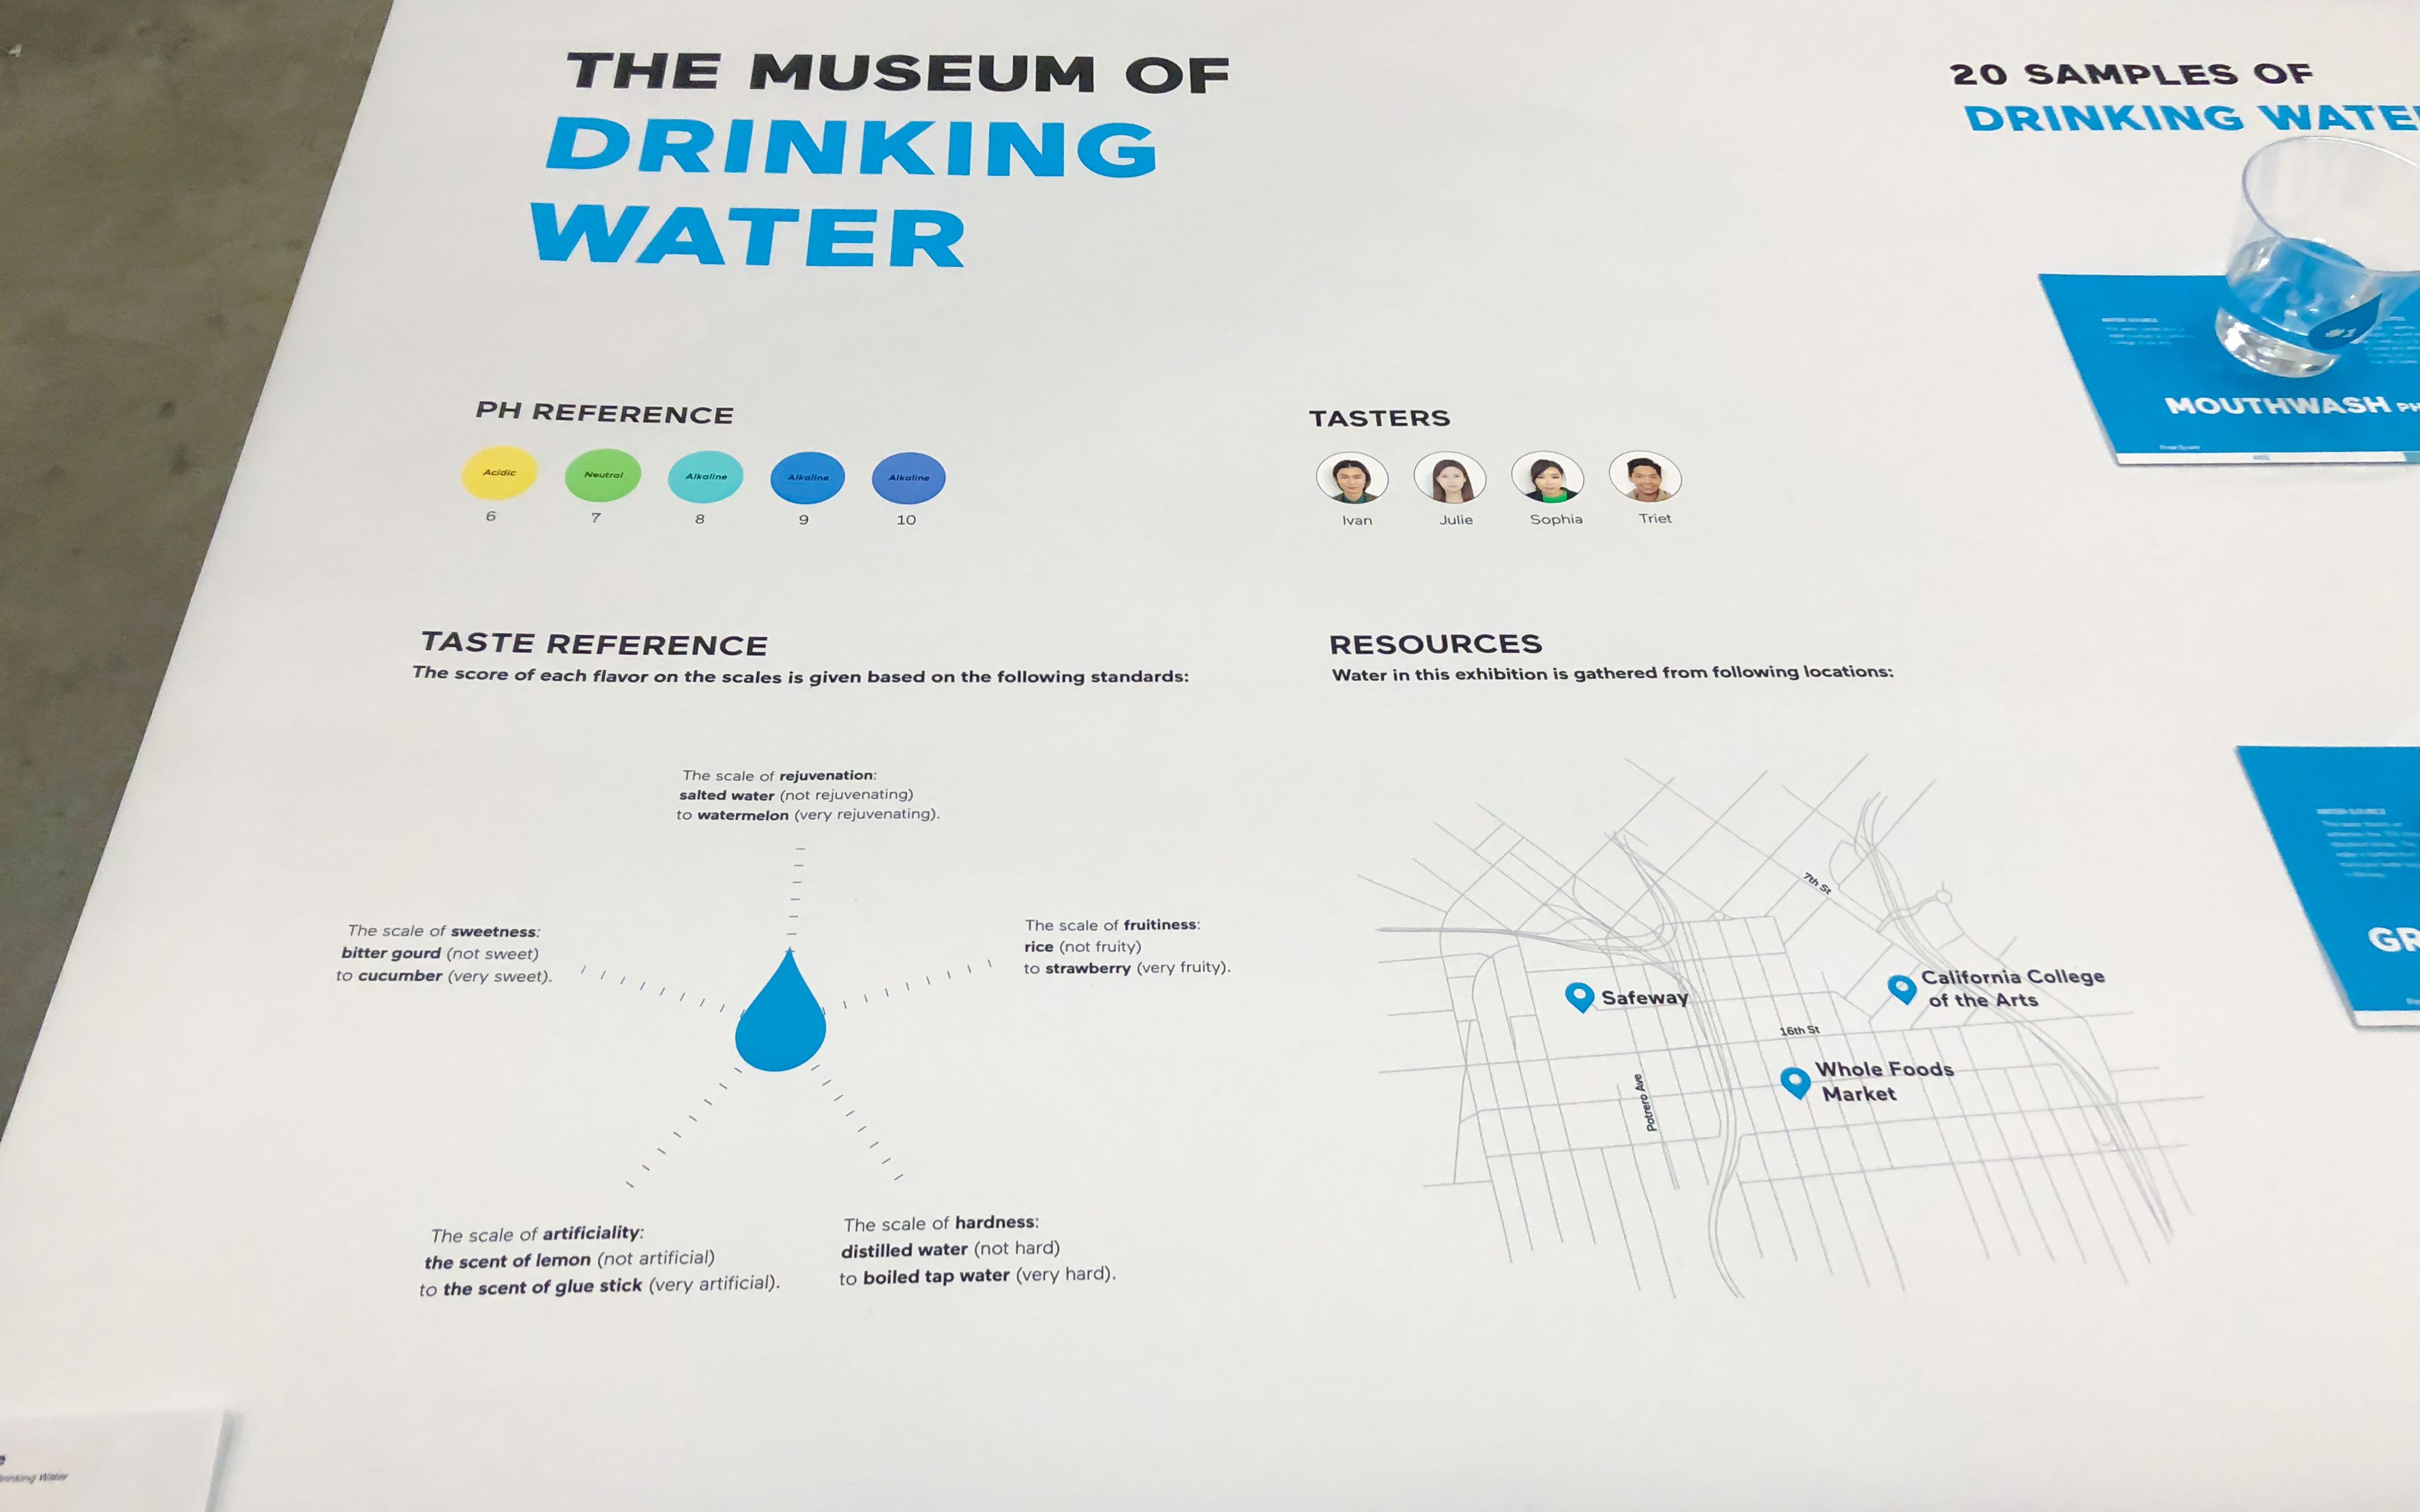 THE MUSEUM OF
DRINKING
WATER
20 SAMPLES OF
DRINKING WATE
#1
WATER SOURCE
MOUTHWASH PH
PH REFERENCE
Acidic
Neutral
Alkaline
Alkaline
Alkaline
6
7
8
9
10
TASTERS
Ivan
Julie
Sophia
Triet
TASTE REFERENCE
The score of each flavor on the scales is given based on the following standards:
The scale of rejuvenation:
salted water (not rejuvenating)
to watermelon (very rejuvenating).
The scale of sweetness:
bitter gourd (not sweet)
to cucumber (very sweet).
The scale of fruitiness:
rice (not fruity)
to strawberry (very fruity).
The scale of artificiality:
the scent of lemon (not artificial)
to the scent of glue stick (very artificial).
The scale of hardness:
distilled water (not hard)
to boiled tap water (very hard).
RESOURCES
Water in this exhibition is gathered from following locations:
7th St
Safeway
California College
of the Arts
16th St
Whole Foods
Market
Potrero Ave
WATER SOURCE
GR
Drinking Water